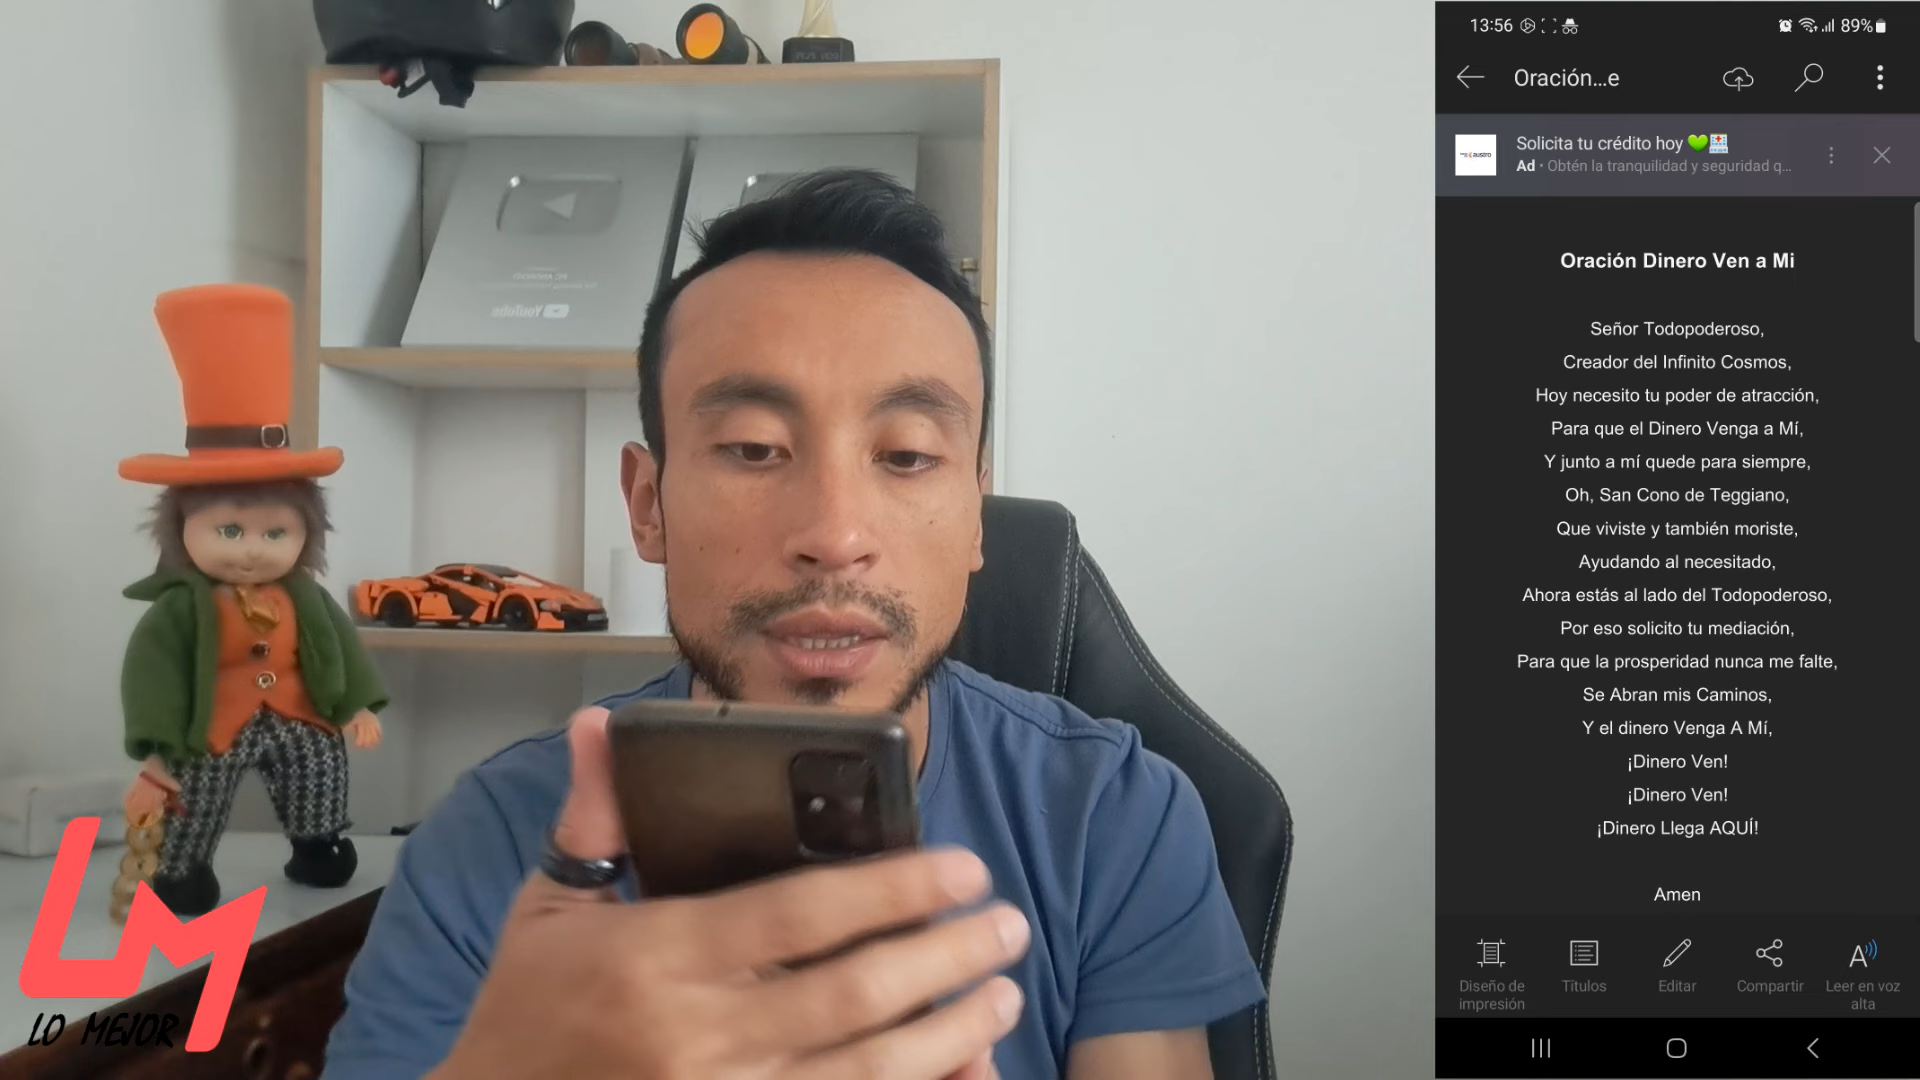 13:56
89%
Oración...e
Solicita tu crédito hoy 💚🏥
Ad · Obtén la tranquilidad y seguridad q...
austro
Oración Dinero Ven a Mi
Señor Todopoderoso,
Creador del Infinito Cosmos,
Hoy necesito tu poder de atracción,
Para que el Dinero Venga a Mí,
Y junto a mí quede para siempre,
Oh, San Cono de Teggiano,
Que viviste y también moriste,
Ayudando al necesitado,
Ahora estás al lado del Todopoderoso,
Por eso solicito tu mediación,
Para que la prosperidad nunca me falte,
Se Abran mis Caminos,
Y el dinero Venga A Mí,
¡Dinero Ven!
¡Dinero Ven!
¡Dinero Llega AQUÍ!
Amen
Diseño de impresión
Titulos
Editar
Compartir
Leer en voz alta
YouTube
LM
LO MEJOR